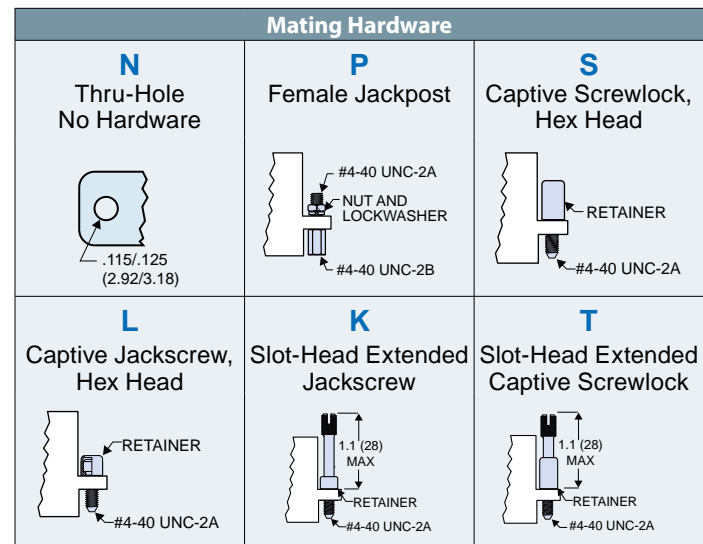 Mating Hardware
N
Thru-Hole
No Hardware
.115/.125
(2.92/3.18)
P
Female Jackpost
#4-40 UNC-2A
NUT AND
LOCKWASHER
#4-40 UNC-2B
S
Captive Screwlock,
Hex Head
RETAINER
#4-40 UNC-2A
L
Captive Jackscrew,
Hex Head
RETAINER
#4-40 UNC-2A
K
Slot-Head Extended
Jackscrew
1.1 (28)
MAX
RETAINER
#4-40 UNC-2A
T
Slot-Head Extended
Captive Screwlock
1.1 (28)
MAX
RETAINER
#4-40 UNC-2A